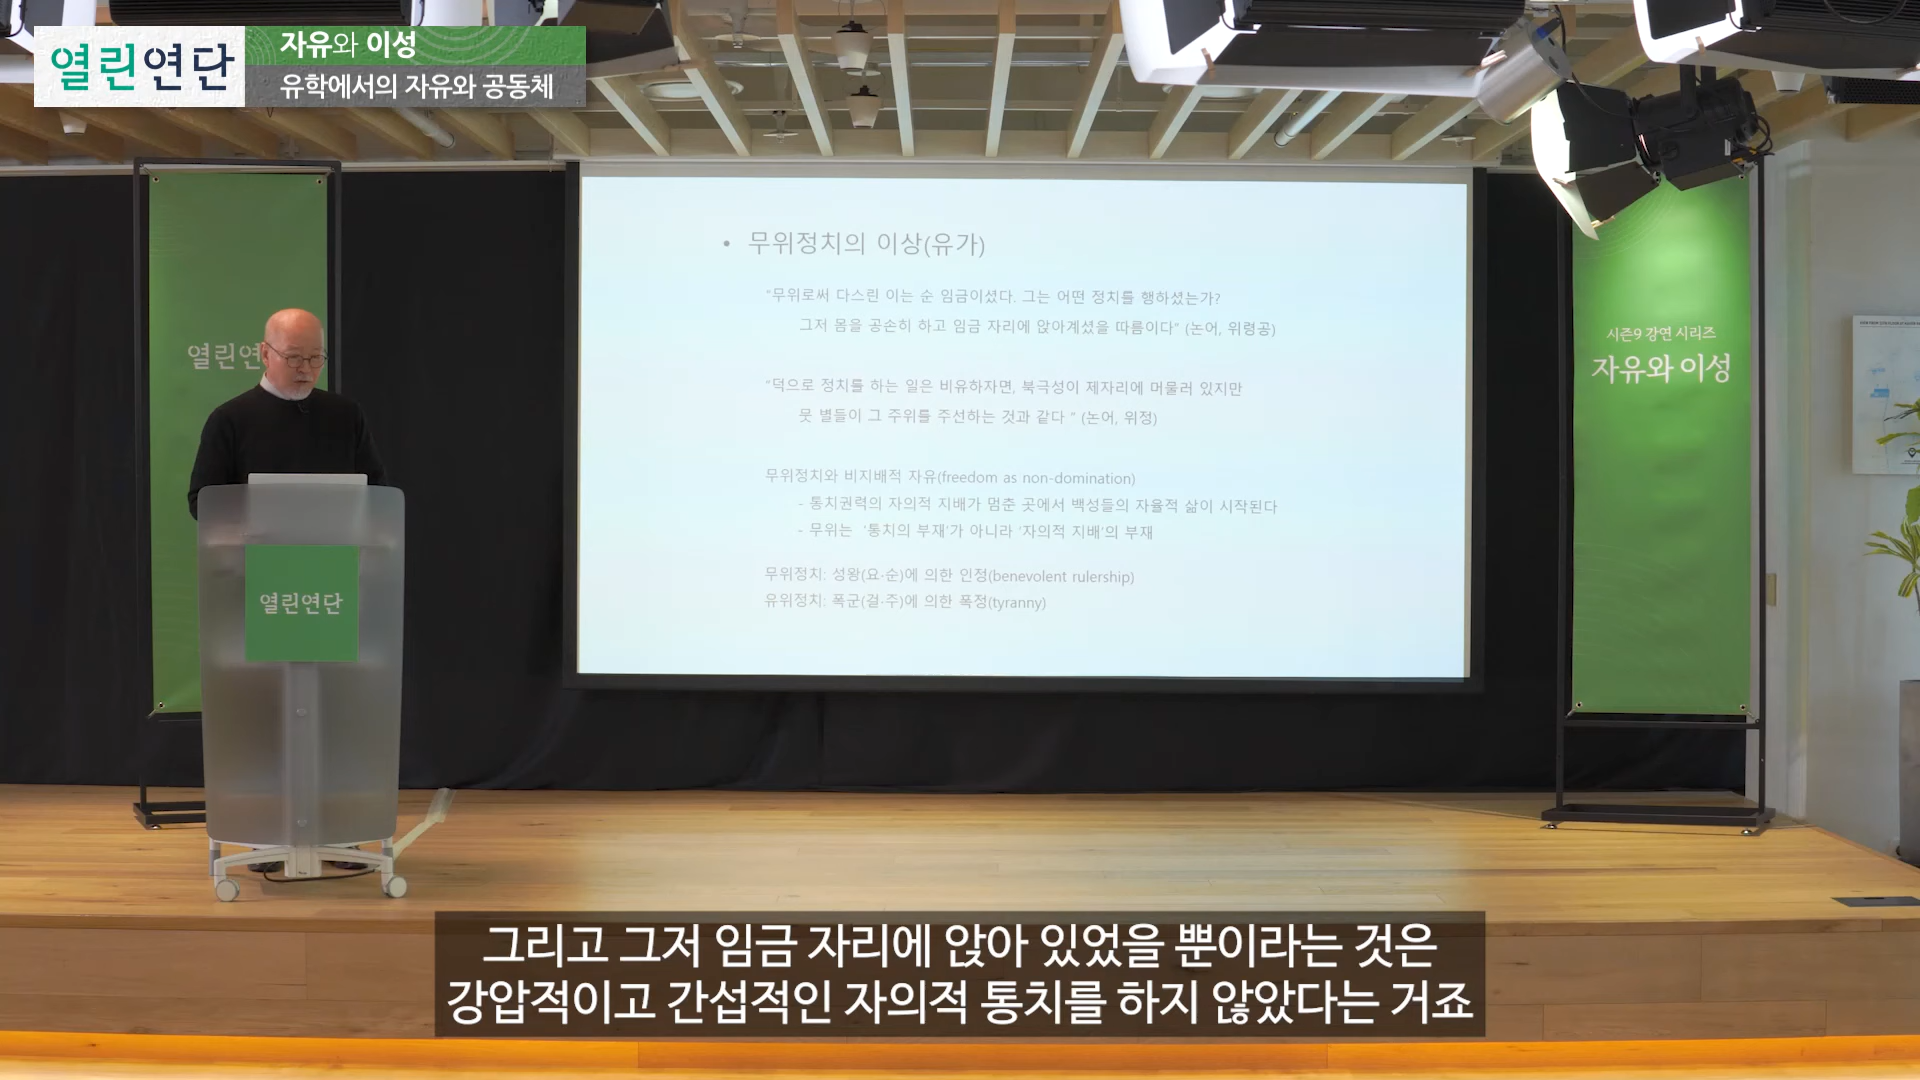 열린연단
자유와 이성
유학에서의 자유와 공동체
열린연
• 무위정치의 이상(유가)
“무위로써 다스린 이는 순 임금이셨다. 그는 어떤 정치를 행하셨는가?
그저 몸을 공손히 하고 임금 자리에 앉아계셨을 따름이다” (논어, 위령공)
“덕으로 정치를 하는 일은 비유하자면, 북극성이 제자리에 머물러 있지만
뭇 별들이 그 주위를 주선하는 것과 같다 ” (논어, 위정)
무위정치와 비지배적 자유(freedom as non-domination)
- 통치권력의 자의적 지배가 멈춘 곳에서 백성들의 자율적 삶이 시작된다
- 무위는 ‘통치의 부재’가 아니라 ‘자의적 지배’의 부재
무위정치: 성왕(요·순)에 의한 인정(benevolent rulership)
유위정치: 폭군(걸·주)에 의한 폭정(tyranny)
시즌9 강연 시리즈
자유와 이성
열린연단
그리고 그저 임금 자리에 앉아 있었을 뿐이라는 것은
강압적이고 간섭적인 자의적 통치를 하지 않았다는 거죠